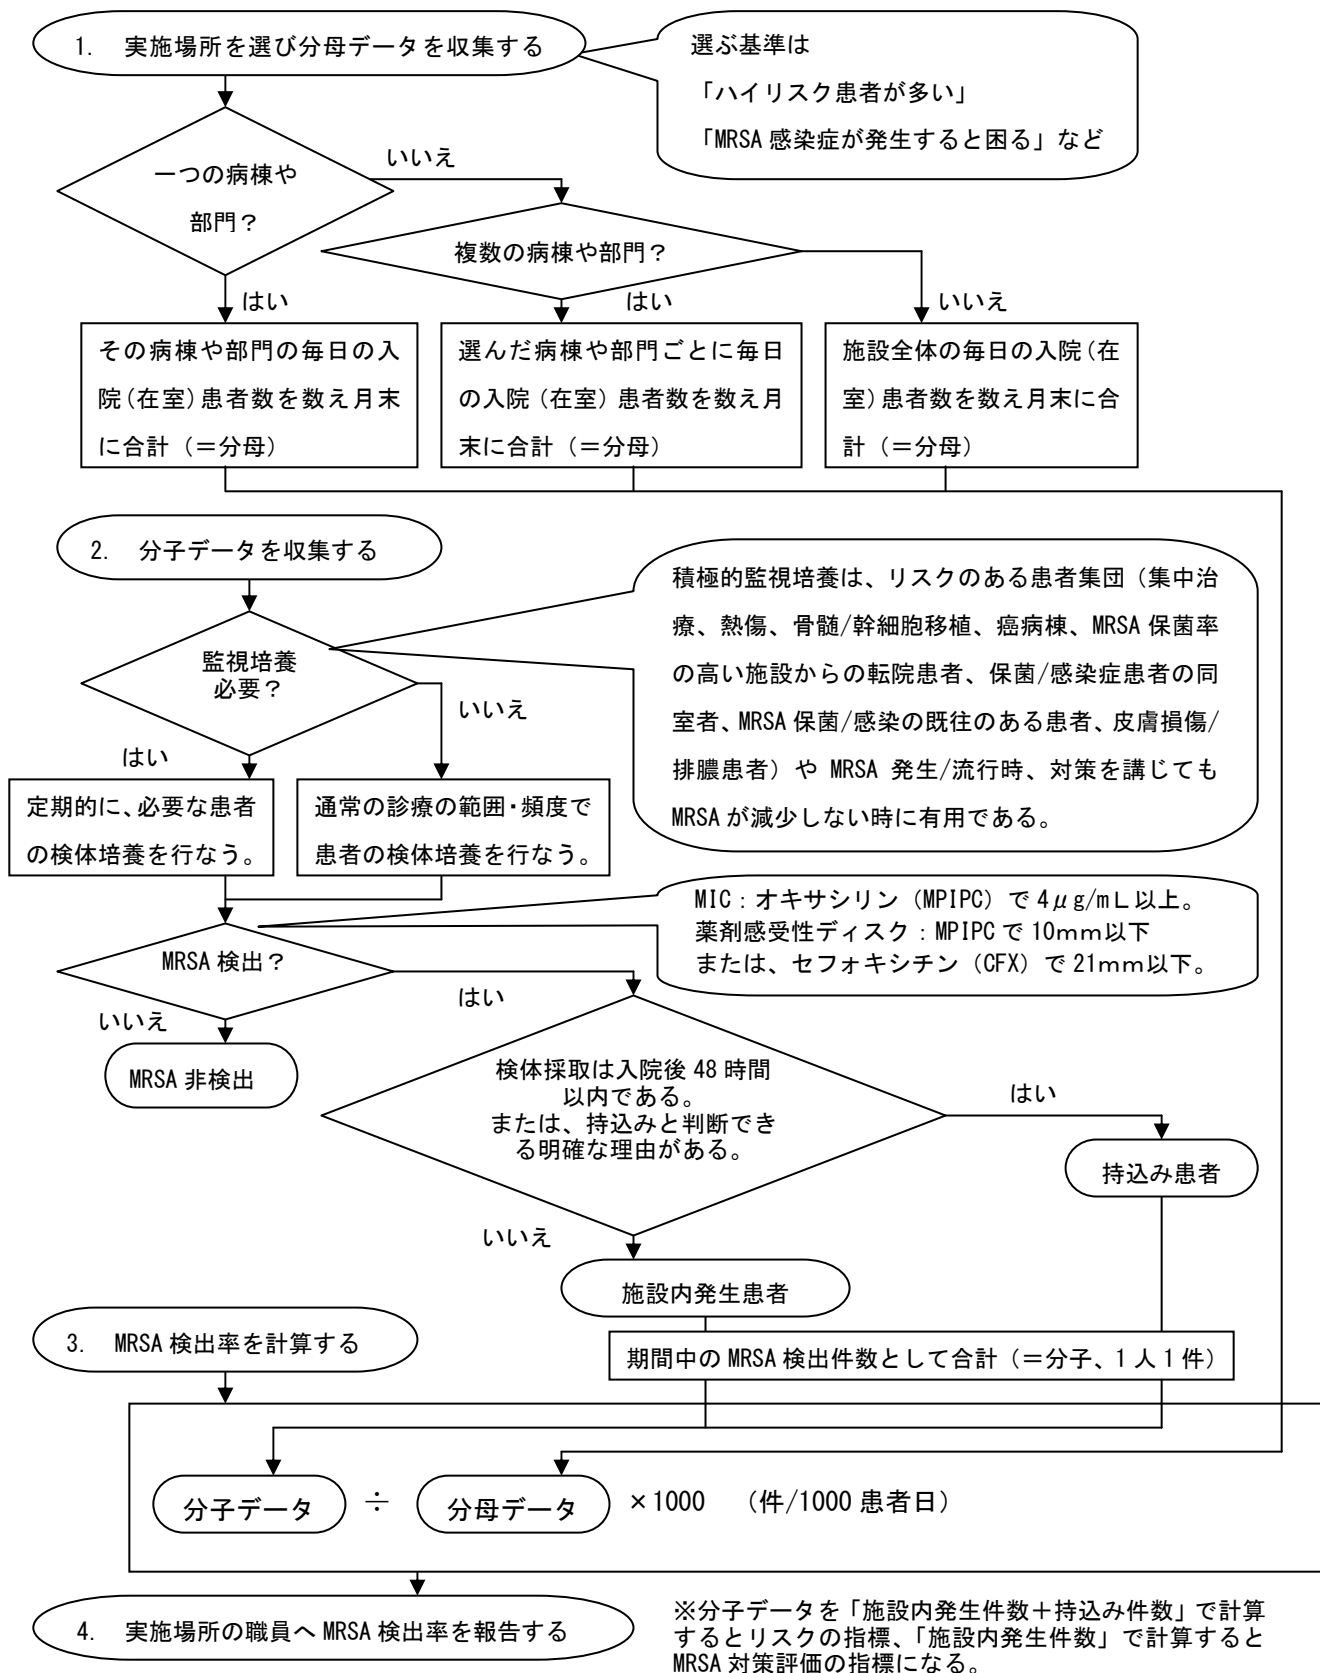 1. 実施場所を選び分母データを収集する
選ぶ基準は
「ハイリスク患者が多い」
「MRSA 感染症が発生すると困る」など
一つの病棟や
部門？
いいえ
複数の病棟や部門？
はい
はい
いいえ
その病棟や部門の毎日の入
院(在室)患者数を数え月末
に合計（＝分母）
選んだ病棟や部門ごとに毎日
の入院（在室）患者数を数え月
末に合計（＝分母）
施設全体の毎日の入院(在
室)患者数を数え月末に合
計（＝分母）
2. 分子データを収集する
積極的監視培養は、リスクのある患者集団（集中治
療、熱傷、骨髄/幹細胞移植、癌病棟、MRSA 保菌率
の高い施設からの転院患者、保菌/感染症患者の同
室者、MRSA 保菌/感染の既往のある患者、皮膚損傷/
排膿患者）や MRSA 発生/流行時、対策を講じても
MRSA が減少しない時に有用である。
監視培養
必要？
いいえ
はい
定期的に、必要な患者
の検体培養を行なう。
通常の診療の範囲・頻度で
患者の検体培養を行なう。
MIC：オキサシリン（MPIPC）で 4μg/mL 以上。
薬剤感受性ディスク：MPIPC で 10mm以下
または、セフォキシチン（CFX）で 21mm以下。
MRSA 検出？
はい
いいえ
MRSA 非検出
検体採取は入院後 48 時間
以内である。
または、持込みと判断でき
る明確な理由がある。
はい
持込み患者
いいえ
施設内発生患者
3. MRSA 検出率を計算する
期間中の MRSA 検出件数として合計（＝分子、1 人 1 件）
分子データ ÷ 分母データ ×1000 （件/1000 患者日）
4. 実施場所の職員へ MRSA 検出率を報告する
※分子データを「施設内発生件数＋持込み件数」で計算
するとリスクの指標、「施設内発生件数」で計算すると
MRSA 対策評価の指標になる。